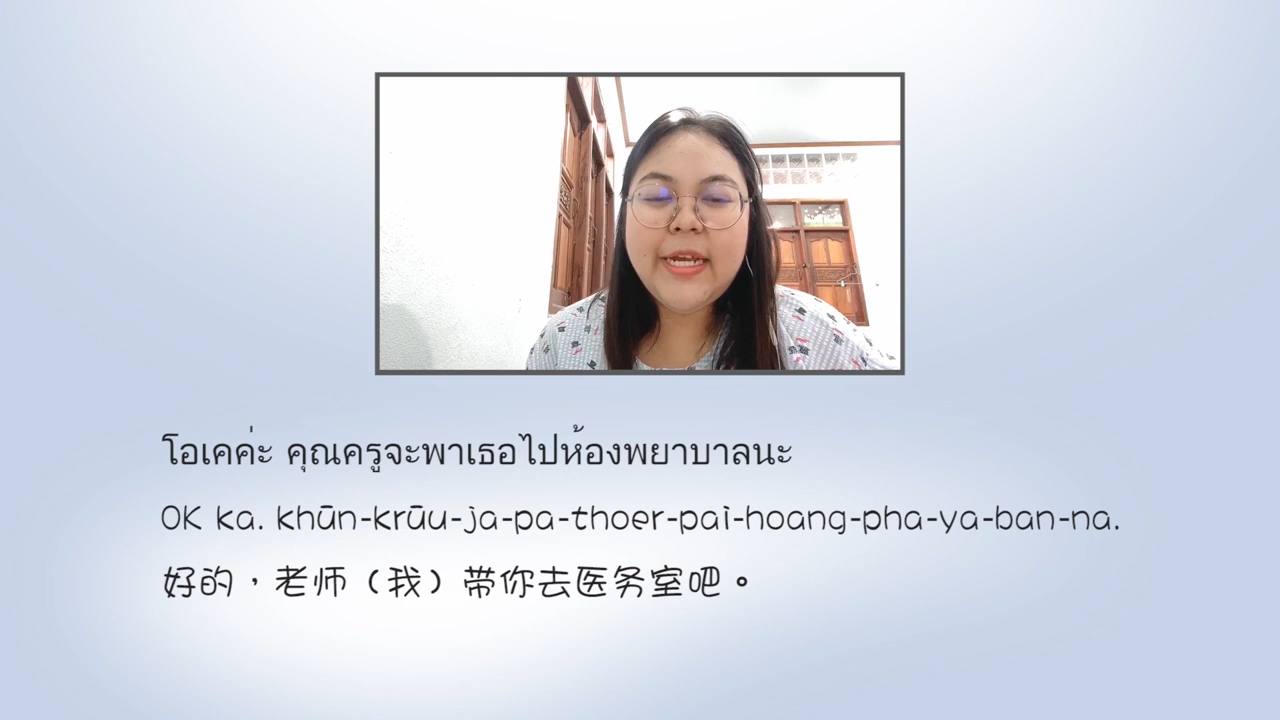 โอเคค่ะ คุณครูจะพาเธอไปห้องพยาบาลนะ
OK ka. khūn-krūu-ja-pa-thoer-pai-hoang-pha-ya-ban-na.
好的，老师（我）带你去医务室吧。